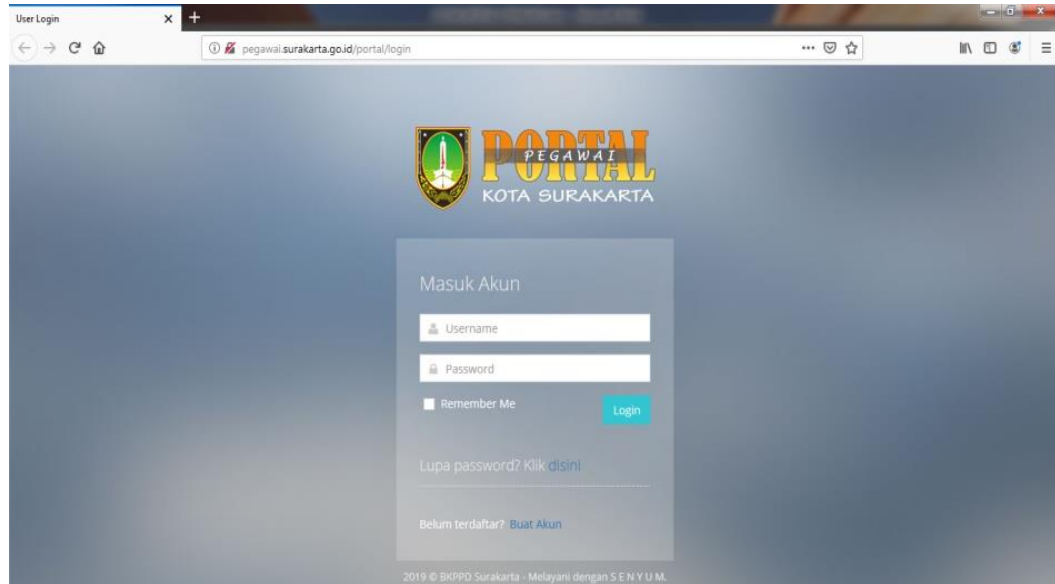 User Login
pegawai.surakarta.go.id/portal/login
PORTAL
PEGAWAI
KOTA SURAKARTA
Masuk Akun
Username
Password
Remember Me
Login
Lupa password? Klik disini
Belum terdaftar? Buat Akun
2019 © BKPPD Surakarta - Melayani dengan S E N Y U M.